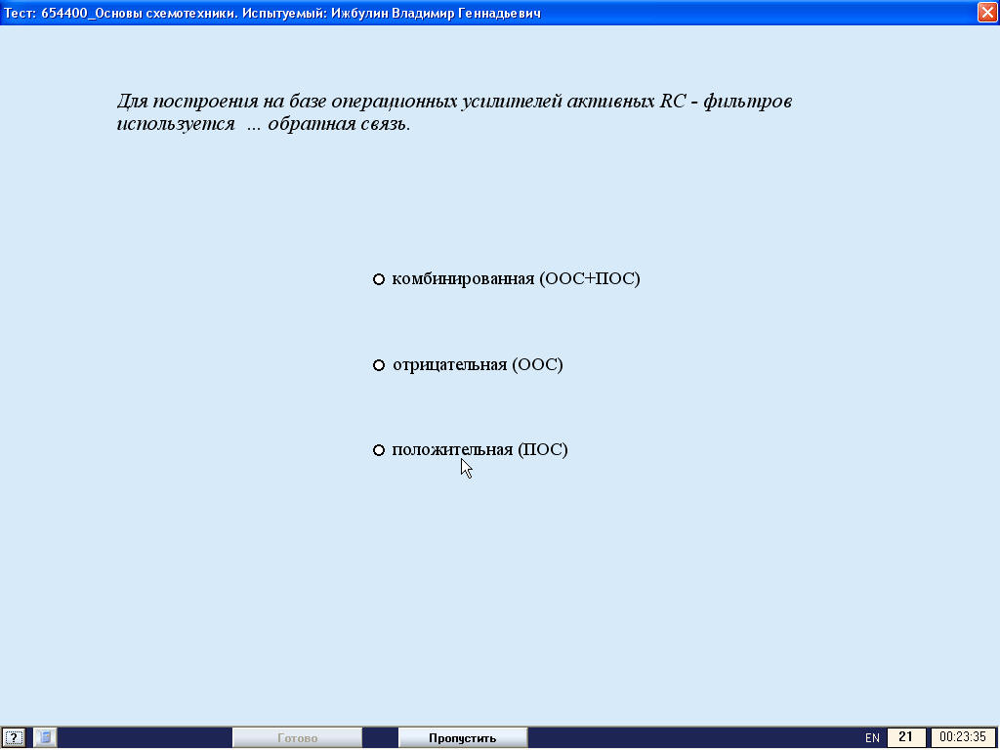 Тест: 654400_Основы схемотехники. Испытуемый: Ижбулин Владимир Геннадьевич
Для построения на базе операционных усилителей активных RC - фильтров
используется ... обратная связь.
комбинированная (ООС+ПОС)
отрицательная (ООС)
положительная (ПОС)
? Готово Пропустить EN 21 00:23:35